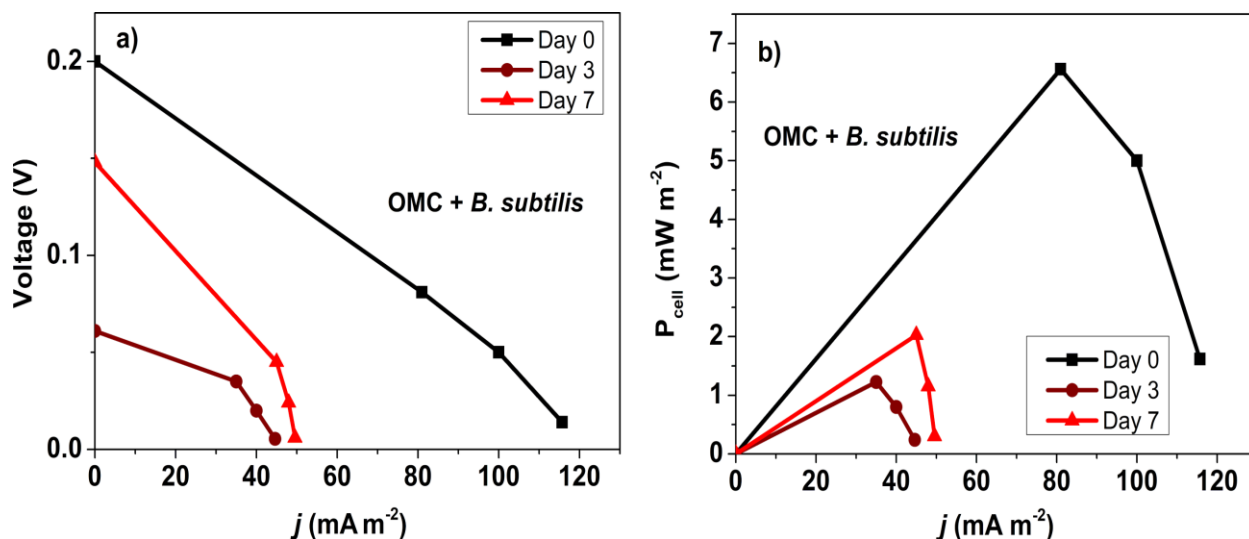 a)
Day 0
Day 3
Day 7
OMC + B. subtilis
Voltage (V)
0.2
0.1
0.0
0 20 40 60 80 100 120
j (mA m⁻²)
b)
OMC + B. subtilis
Day 0
Day 3
Day 7
P_cell (mW m⁻²)
7
6
5
4
3
2
1
0
0 20 40 60 80 100 120
j (mA m⁻²)